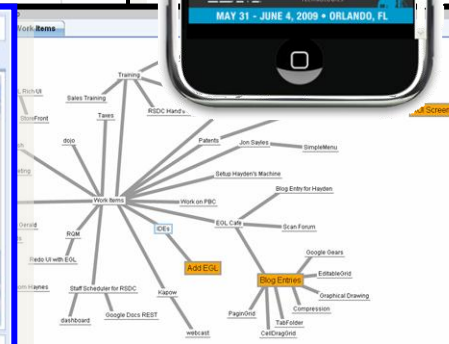 MAY 31 - JUNE 4, 2009 • ORLANDO, FL
Work Items
Training
Sales Training
StoreFront
Taxes
Patents
Jon Sayles
SimpleMenu
dojo
Setup Hayden's Machine
Blog Entry for Hayden
Work Items
Work on PBC
EGL Cafe
Scan Forum
IDEs
RGM
Gerald
Redo UI with EGL
Google Gears
Add EGL
EditableGrid
Blog Entries
Staff Scheduler for RSDC
Kapow
Graphical Drawing
Haynes
Compression
PaginGrid
Google Docs REST
TabFolder
dashboard
webcast
CellDragGrid